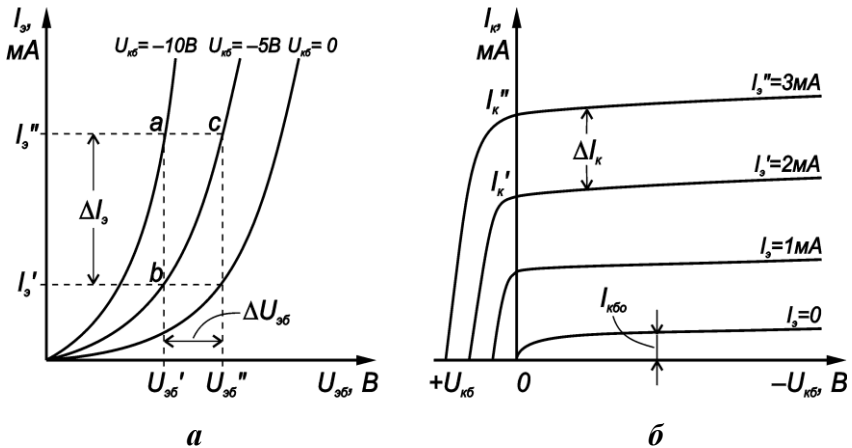 Iэ,
мА
Uкб= –10В
Uкб= –5В
Uкб= 0
Iэ''
a
c
ΔIэ
Iэ'
b
ΔUэб
Uэб'
Uэб''
Uэб, В
а
Iк,
мА
Iэ''=3мА
Iк''
ΔIк
Iэ'=2мА
Iк'
Iэ=1мА
Iкбо
Iэ=0
+Uкб
0
–Uкб, В
б